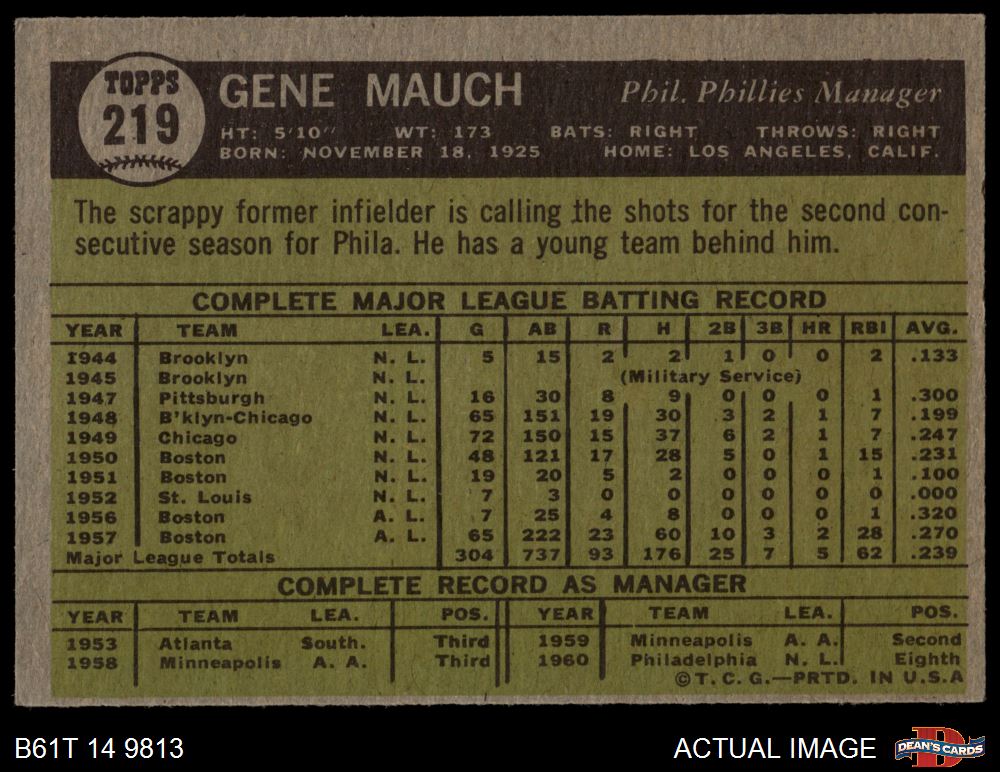 TOPPS
219
GENE MAUCH Phil. Phillies Manager
HT: 5'10" WT: 173 BATS: RIGHT THROWS: RIGHT
BORN: NOVEMBER 18, 1925 HOME: LOS ANGELES, CALIF.
The scrappy former infielder is calling the shots for the second con-
secutive season for Phila. He has a young team behind him.
COMPLETE MAJOR LEAGUE BATTING RECORD
YEAR TEAM LEA. G AB R H 2B 3B HR RBI AVG.
1944 Brooklyn N. L. 5 15 2 2 1 0 0 2 .133
1945 Brooklyn N. L. (Military Service)
1947 Pittsburgh N. L. 16 30 8 9 0 0 0 1 .300
1948 B'klyn-Chicago N. L. 65 151 19 30 3 2 1 7 .199
1949 Chicago N. L. 72 150 15 37 6 2 1 7 .247
1950 Boston N. L. 48 121 17 28 5 0 1 15 .231
1951 Boston N. L. 19 20 5 2 0 0 0 1 .100
1952 St. Louis N. L. 7 3 0 0 0 0 0 0 .000
1956 Boston A. L. 7 25 4 8 0 0 0 1 .320
1957 Boston A. L. 65 222 23 60 10 3 2 28 .270
Major League Totals 304 737 93 176 25 7 5 62 .239
COMPLETE RECORD AS MANAGER
YEAR TEAM LEA. POS. YEAR TEAM LEA. POS.
1953 Atlanta South. Third 1959 Minneapolis A. A. Second
1958 Minneapolis A. A. Third 1960 Philadelphia N. L. Eighth
©T. C. G.—PRTD. IN U.S.A
B61T 14 9813 ACTUAL IMAGE D DEAN'S CARDS